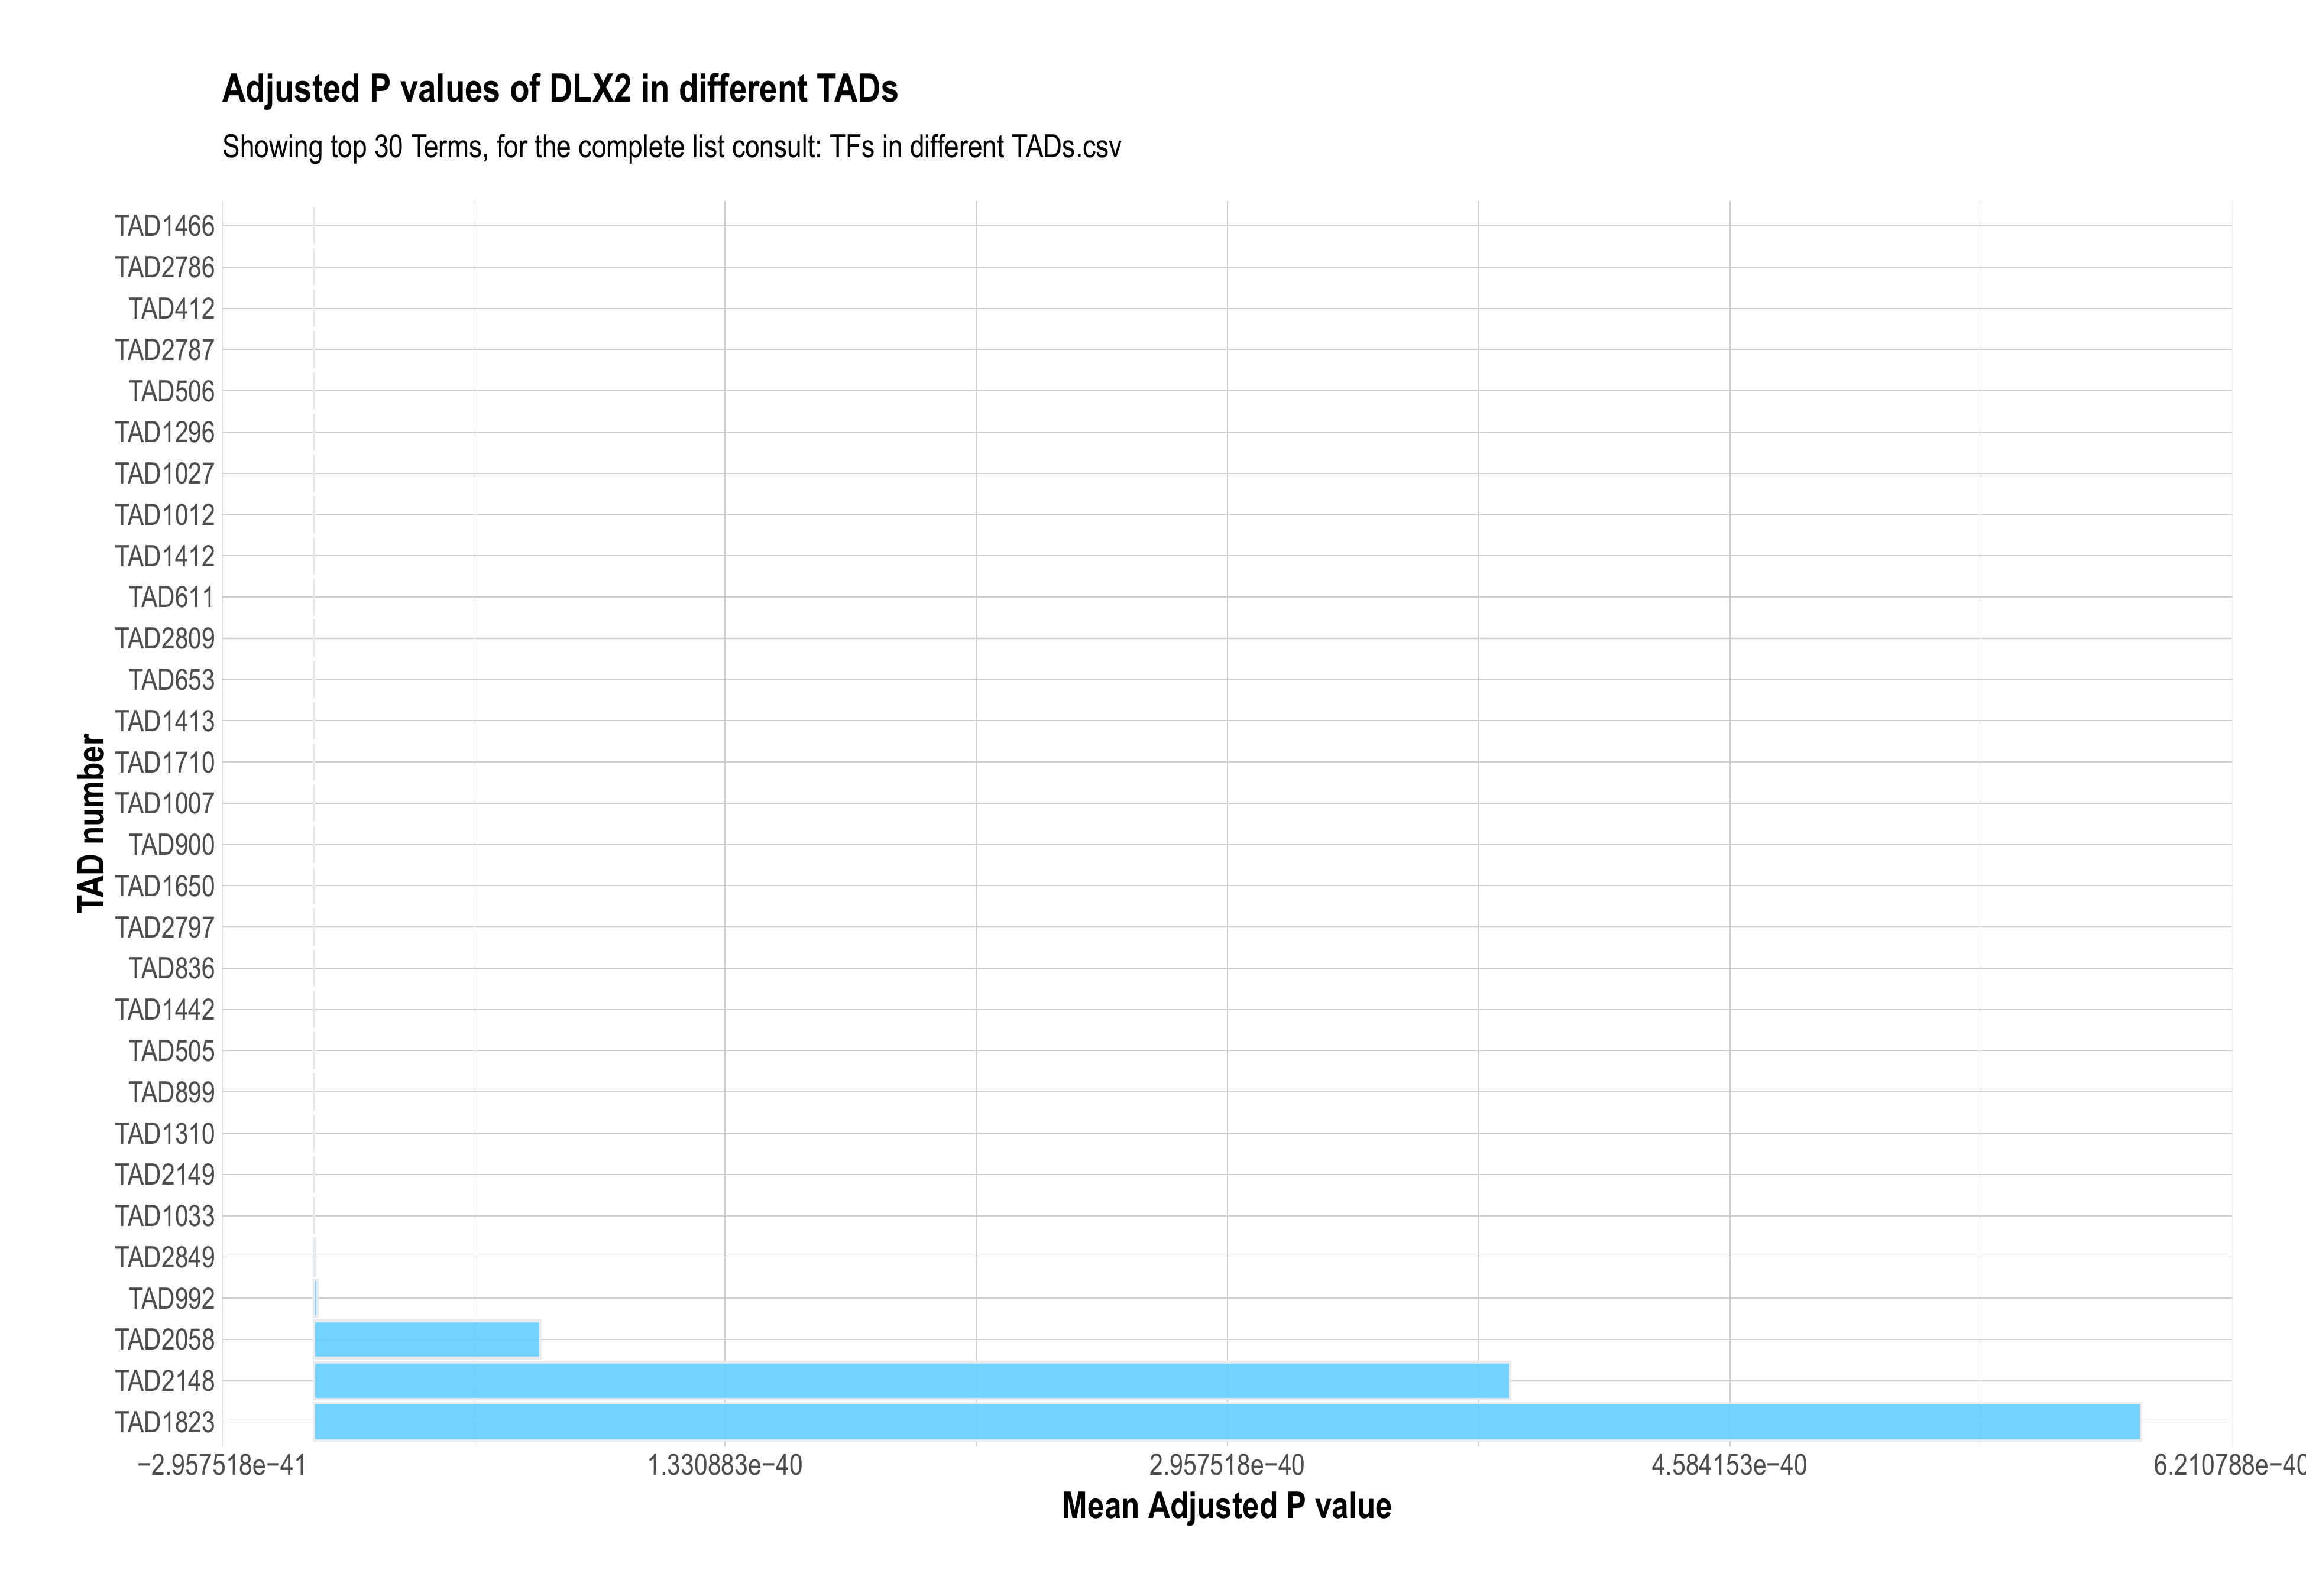 Adjusted P values of DLX2 in different TADs
Showing top 30 Terms, for the complete list consult: TFs in different TADs.csv
TAD number
TAD1466
TAD2786
TAD412
TAD2787
TAD506
TAD1296
TAD1027
TAD1012
TAD1412
TAD611
TAD2809
TAD653
TAD1413
TAD1710
TAD1007
TAD900
TAD1650
TAD2797
TAD836
TAD1442
TAD505
TAD899
TAD1310
TAD2149
TAD1033
TAD2849
TAD992
TAD2058
TAD2148
TAD1823
−2.957518e−41 1.330883e−40 2.957518e−40 4.584153e−40 6.210788e−40
Mean Adjusted P value